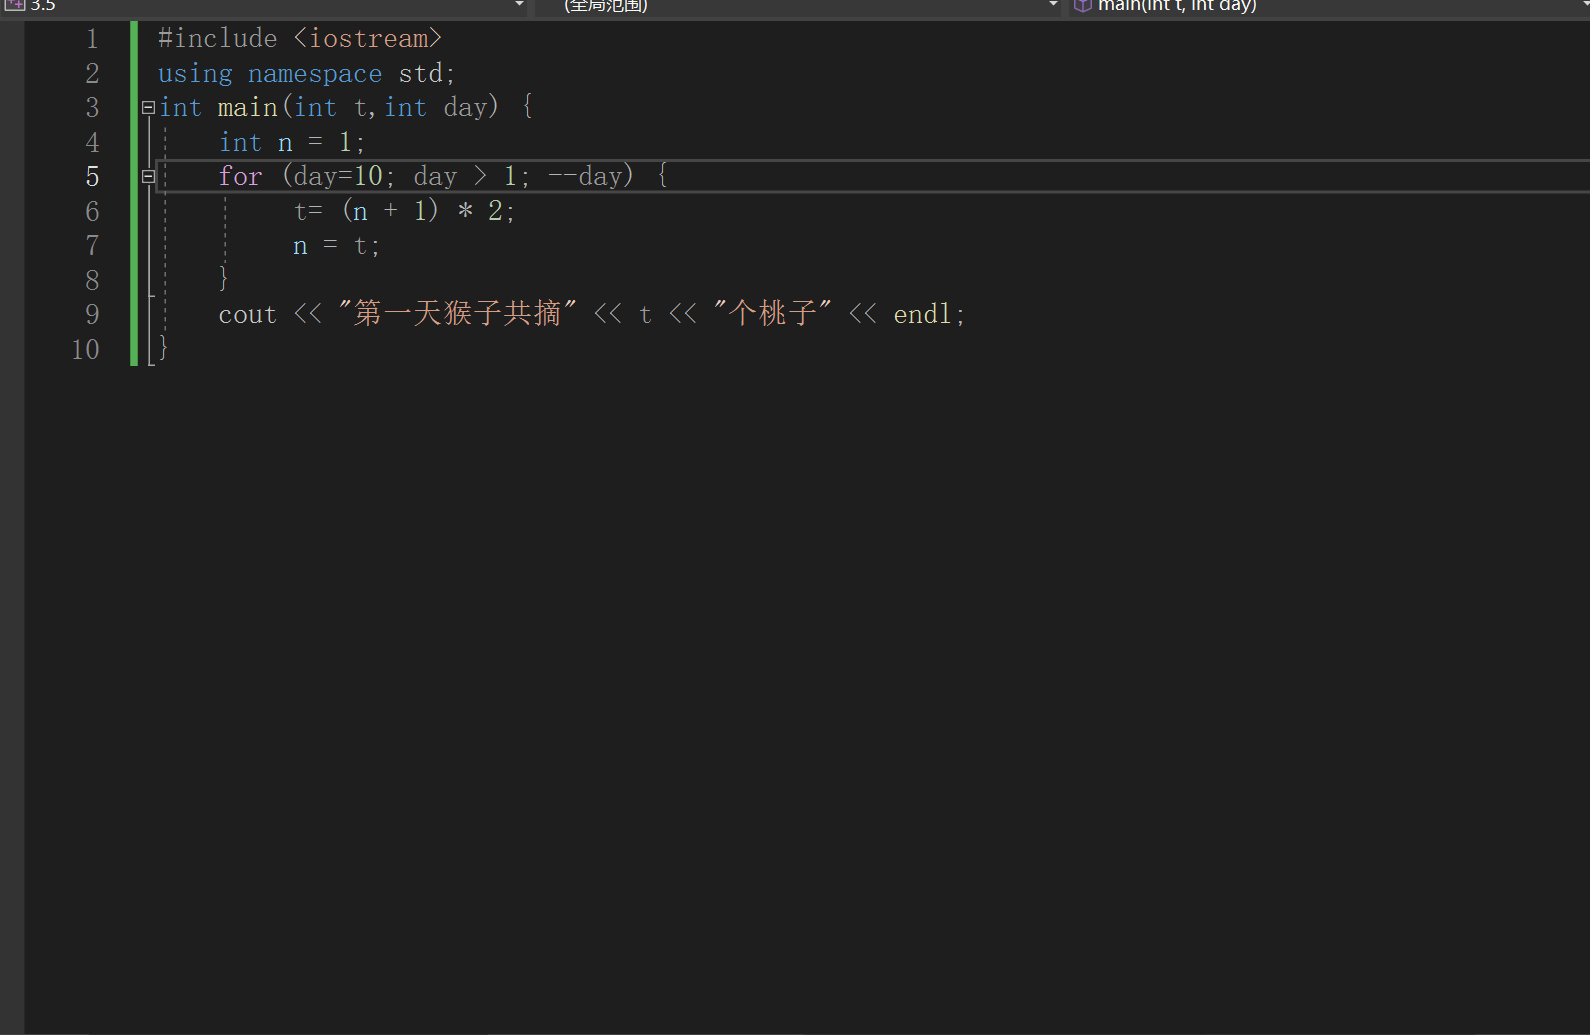 3.5 (全局范围) main(int t, int day)
1 #include <iostream>
2 using namespace std;
3 int main(int t,int day) {
4 int n = 1;
5 for (day=10; day > 1; --day) {
6 t= (n + 1) * 2;
7 n = t;
8 }
9 cout << "第一天猴子共摘" << t << "个桃子" << endl;
10 }